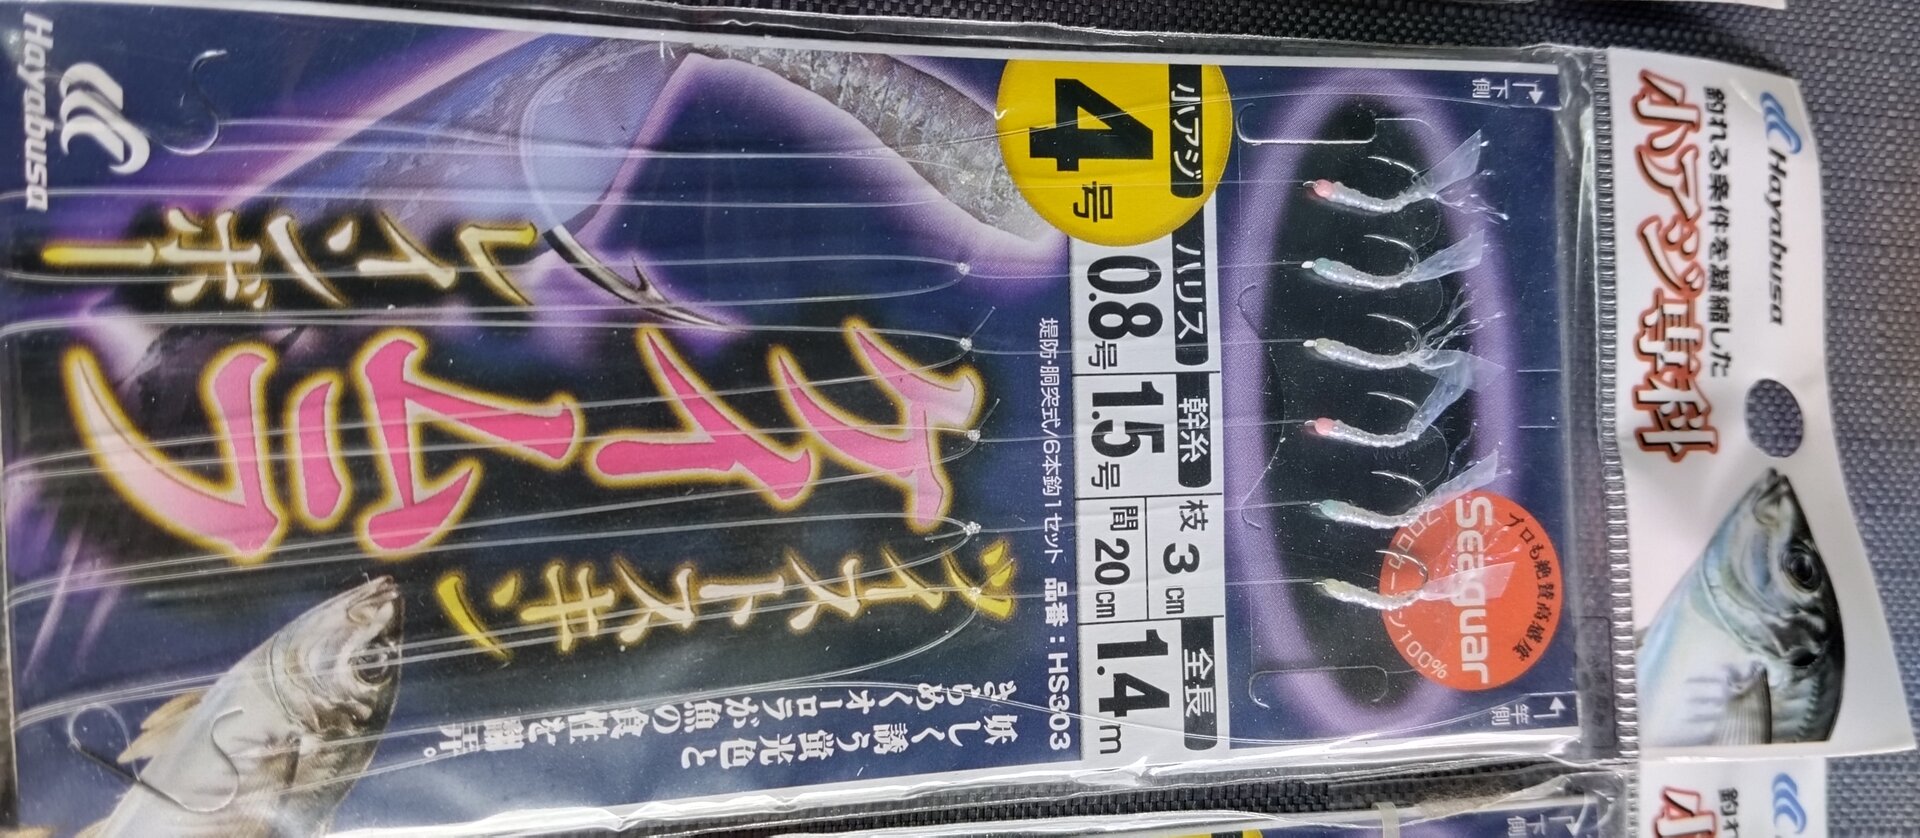 Hayabusa
釣れる条件を凝縮した
小アジ専科
下側
竿側
イロも絶賛高感度
Seaguar
フロロカーボン100%
小アジ 4号
ハリス 0.8号
幹糸 1.5号
枝 3cm
間 20cm
全長 1.4m
堤防・胴突式/6本鈎1セット 品番：HS303
ケイムラ
レインボー
ツイストスキン
妖しく誘う蛍光色と
きらめくオーロラが魚の食性を
Hayabusa